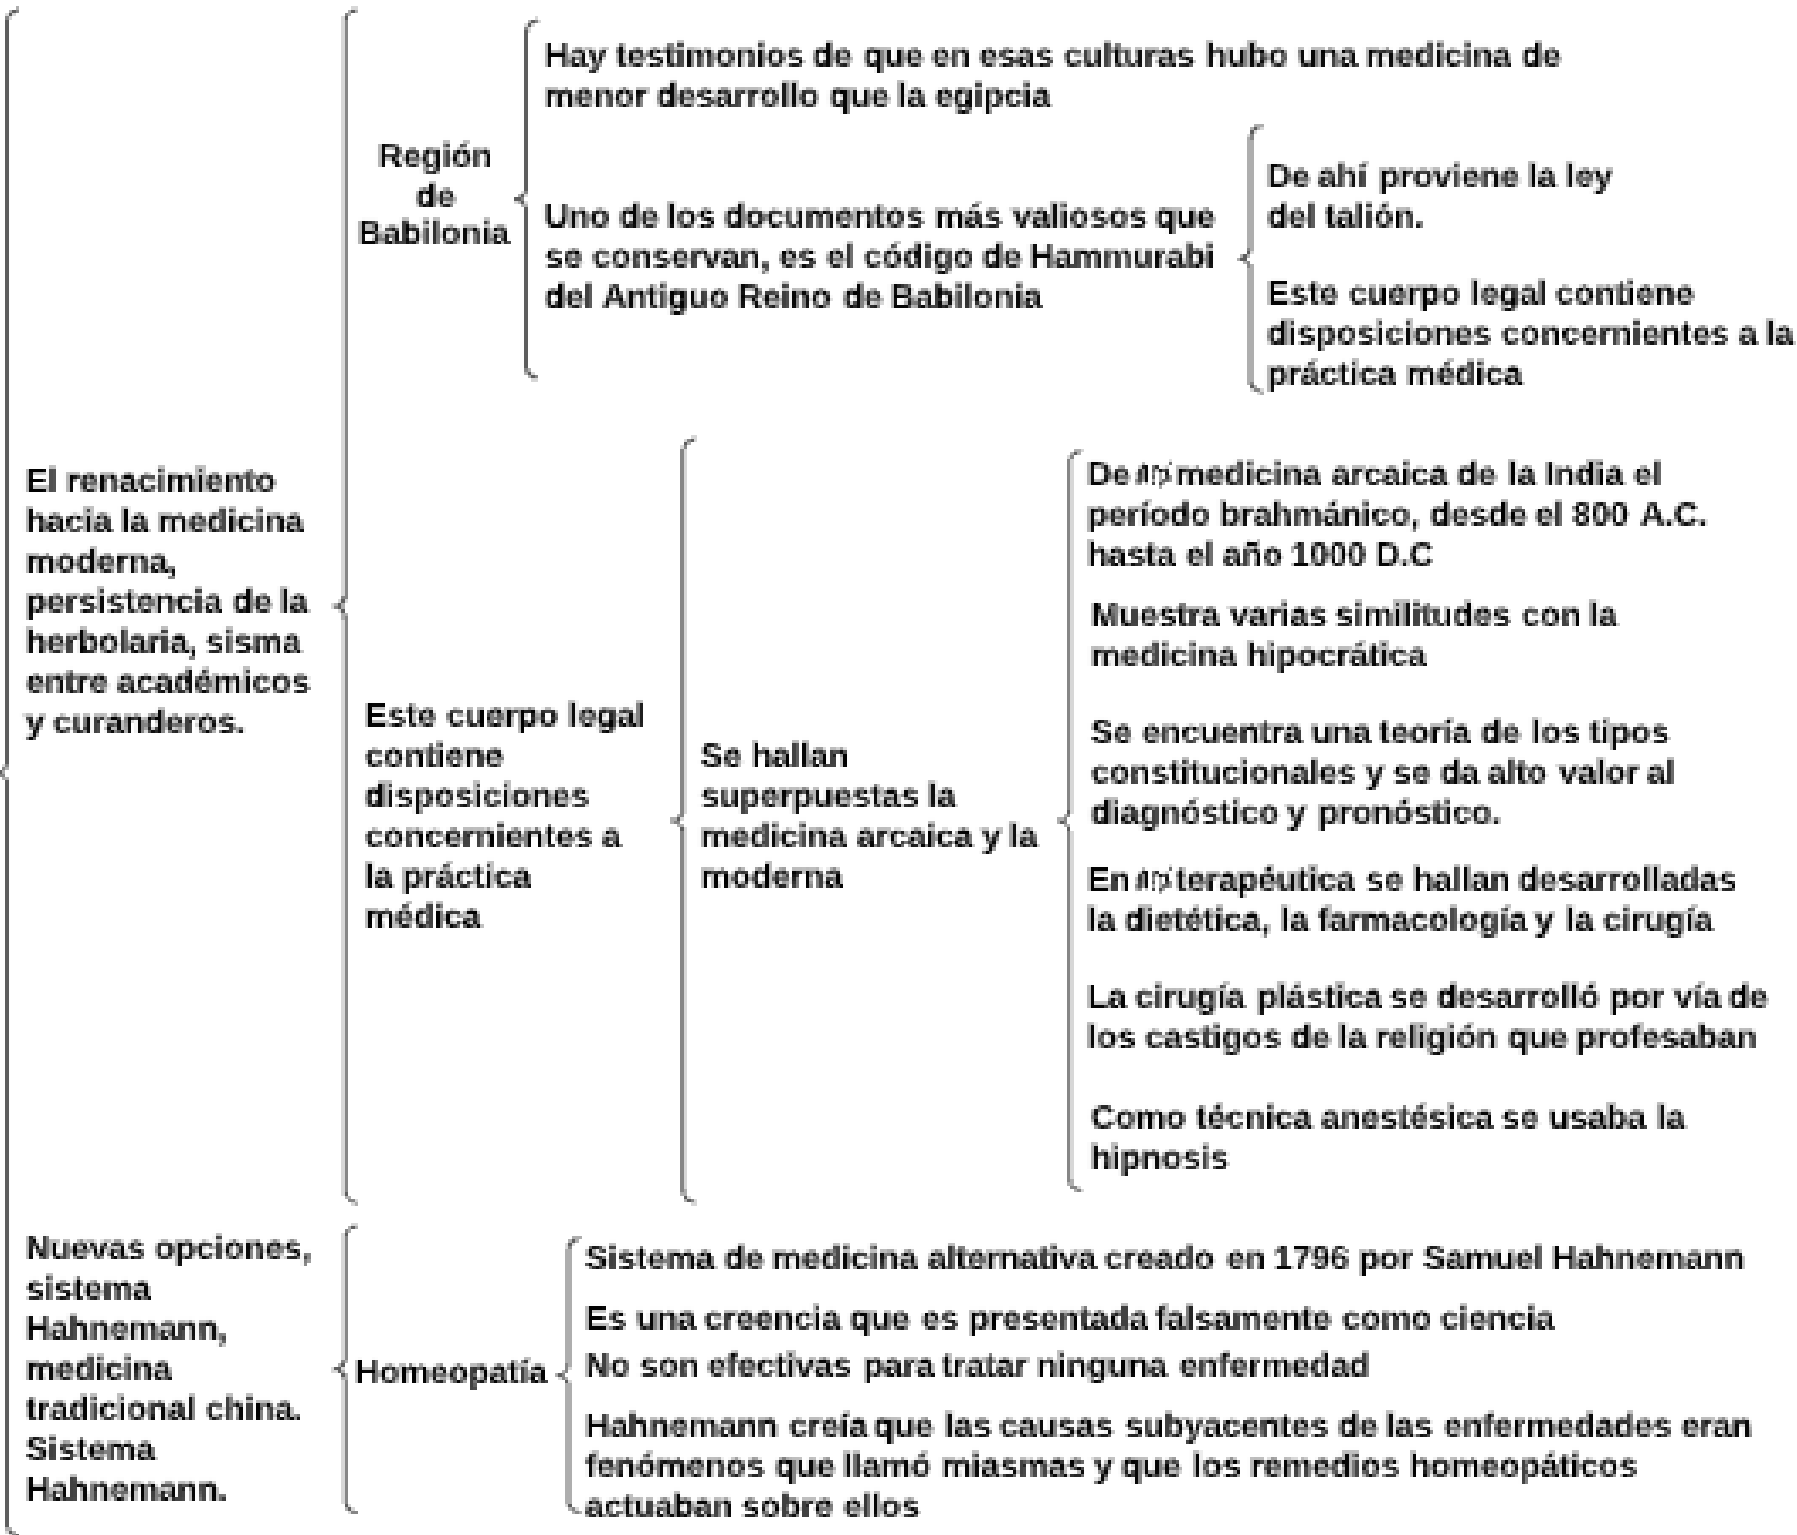 Hay testimonios de que en esas culturas hubo una medicina de
menor desarrollo que la egipcia
Región
de
Babilonia
Uno de los documentos más valiosos que
se conservan, es el código de Hammurabi
del Antiguo Reino de Babilonia
De ahí proviene la ley
del talión.
Este cuerpo legal contiene
disposiciones concernientes a la
práctica médica
El renacimiento
hacia la medicina
moderna,
persistencia de la
herbolaria, sisma
entre académicos
y curanderos.
Este cuerpo legal
contiene
disposiciones
concernientes a
la práctica
médica
Se hallan
superpuestas la
medicina arcaica y la
moderna
De medicina arcaica de la India el
período brahmánico, desde el 800 A.C.
hasta el año 1000 D.C
Muestra varias similitudes con la
medicina hipocrática
Se encuentra una teoría de los tipos
constitucionales y se da alto valor al
diagnóstico y pronóstico.
En terapéutica se hallan desarrolladas
la dietética, la farmacología y la cirugía
La cirugía plástica se desarrolló por vía de
los castigos de la religión que profesaban
Como técnica anestésica se usaba la
hipnosis
Nuevas opciones,
sistema
Hahnemann,
medicina
tradicional china.
Sistema
Hahnemann.
Homeopatía
Sistema de medicina alternativa creado en 1796 por Samuel Hahnemann
Es una creencia que es presentada falsamente como ciencia
No son efectivas para tratar ninguna enfermedad
Hahnemann creía que las causas subyacentes de las enfermedades eran
fenómenos que llamó miasmas y que los remedios homeopáticos
actuaban sobre ellos